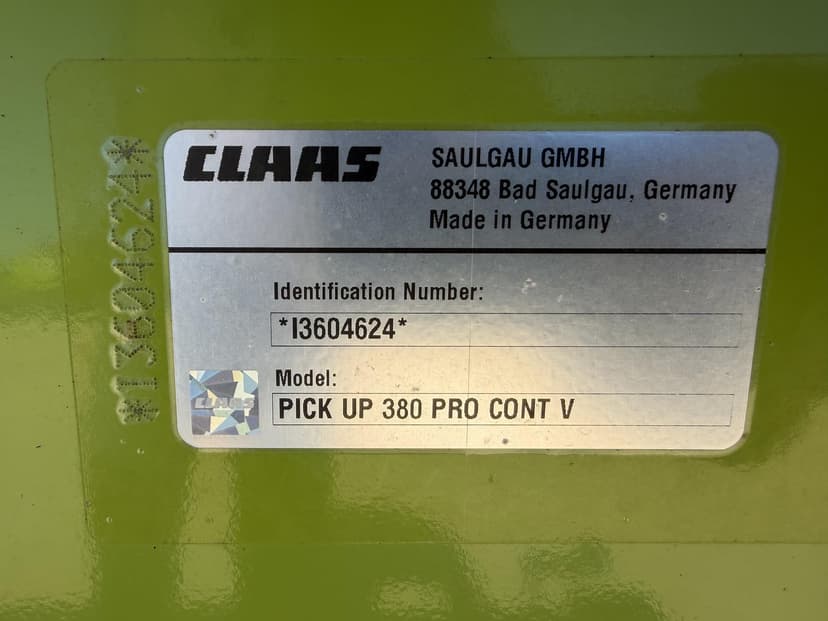 CLAAS
SAULGAU GMBH
88348 Bad Saulgau, Germany
Made in Germany
Identification Number:
*I3604624*
Model:
PICK UP 380 PRO CONT V
CLAAS
*I3604624*